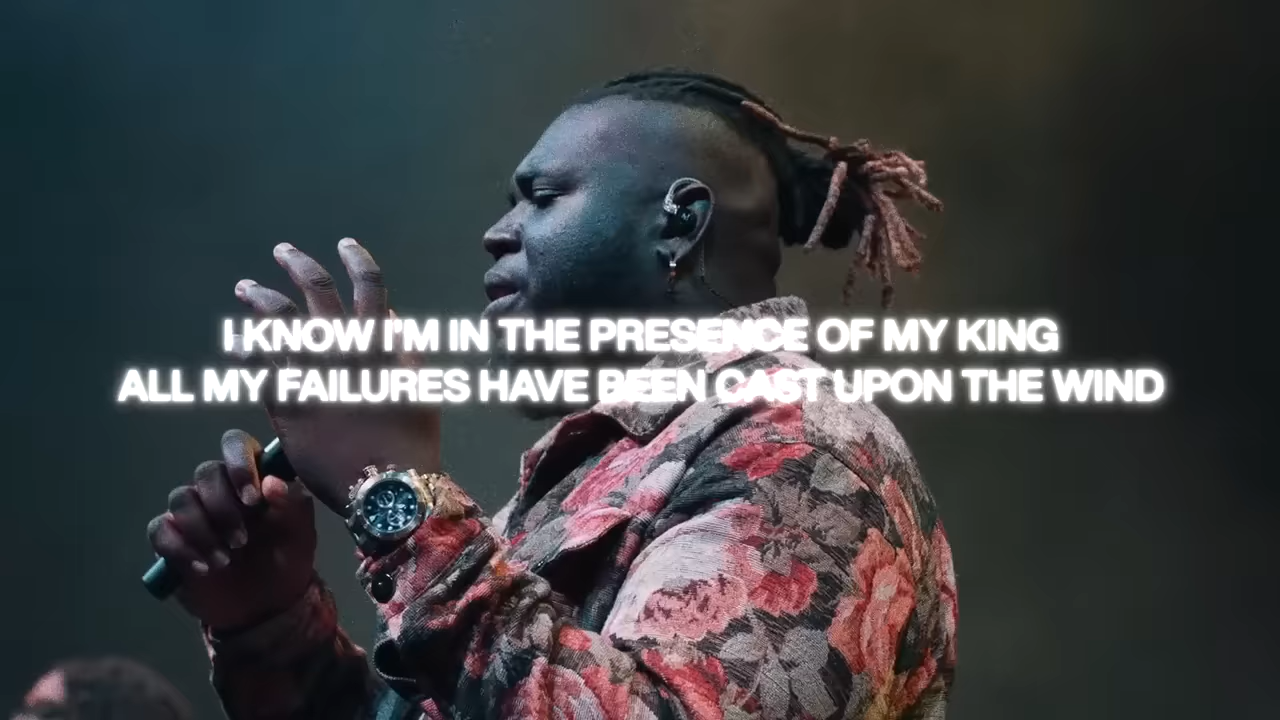 I KNOW I'M IN THE PRESENCE OF MY KING
ALL MY FAILURES HAVE BEEN CAST UPON THE WIND